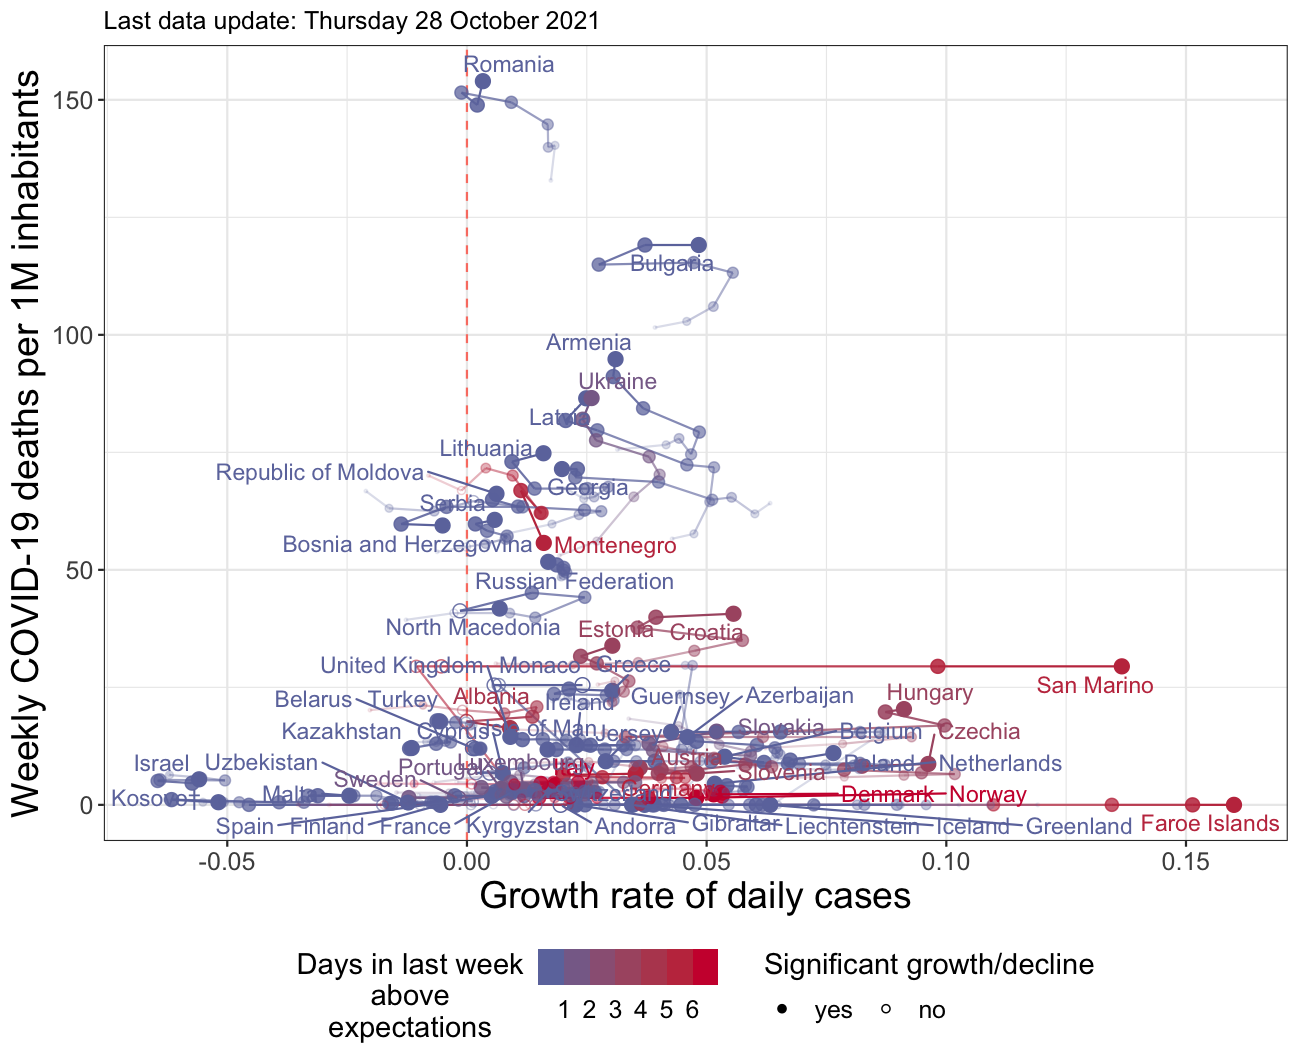 Last data update: Thursday 28 October 2021
Weekly COVID-19 deaths per 1M inhabitants
150
100
50
0
Romania
Bulgaria
Armenia
Ukraine
Latvia
Lithuania
Republic of Moldova
Georgia
Serbia
Bosnia and Herzegovina
Montenegro
Russian Federation
North Macedonia
Estonia
Croatia
United Kingdom
Monaco
Greece
San Marino
Belarus
Turkey
Albania
Ireland
Guernsey
Azerbaijan
Hungary
Kazakhstan
Cyprus
Isle of Man
Jersey
Slovakia
Belgium
Czechia
Israel
Uzbekistan
Portugal
Luxembourg
Italy
Austria
Poland
Netherlands
Sweden
Slovenia
Germany
Kosovo
Malta
Denmark
Norway
Spain
Finland
France
Kyrgyzstan
Andorra
Gibraltar
Liechtenstein
Iceland
Greenland
Faroe Islands
-0.05
0.00
0.05
0.10
0.15
Growth rate of daily cases
Days in last week
above
expectations
1 2 3 4 5 6
Significant growth/decline
yes
no